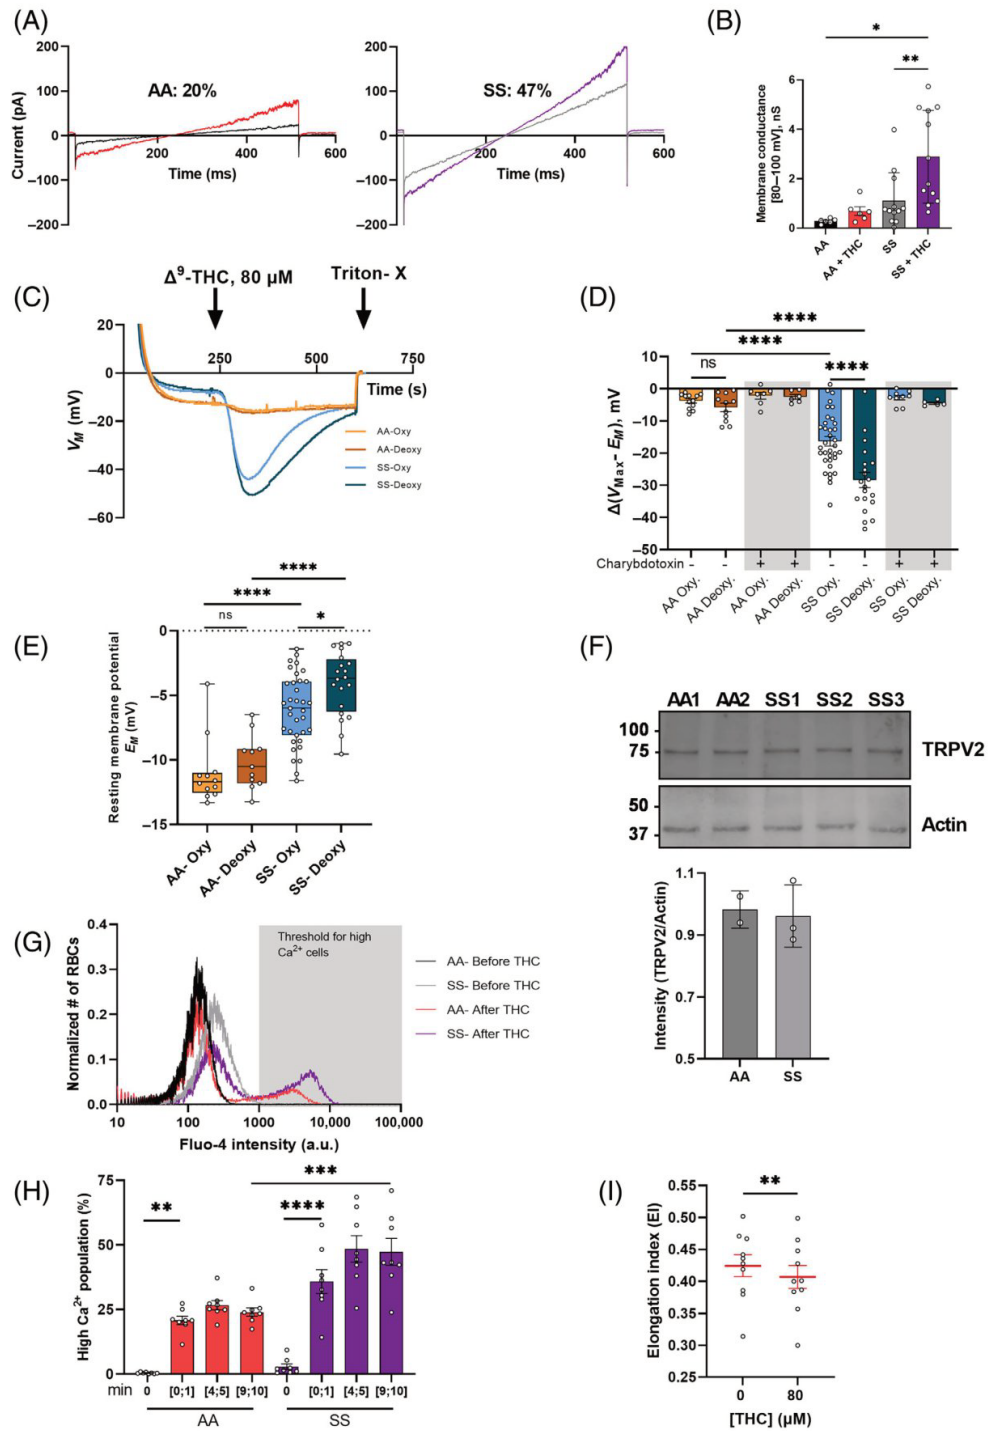 (A)
200
100
0
–100
–200
Current (pA)
AA: 20%
200
400
600
Time (ms)
200
100
0
–100
–200
SS: 47%
200
400
600
Time (ms)
(B)
*
**
6
4
2
0
Membrane conductance
[80–100 mV], nS
AA
AA + THC
SS
SS + THC
(C)
Δ⁹-THC, 80 µM
Triton- X
20
0
–20
–40
–60
V_M (mV)
250
500
750
Time (s)
AA-Oxy
AA-Deoxy
SS-Oxy
SS-Deoxy
(D)
****
****
ns
****
10
0
–10
–20
–30
–40
–50
Δ(V_Max– E_M), mV
Charybdotoxin
-
-
+
+
-
-
+
+
AA Oxy.
AA Deoxy.
AA Oxy.
AA Deoxy.
SS Oxy.
SS Deoxy.
SS Oxy.
SS Deoxy.
(E)
****
****
ns
*
0
–5
–10
–15
Resting membrane potential
E_M (mV)
AA- Oxy
AA- Deoxy
SS-Oxy
SS- Deoxy
(F)
AA1
AA2
SS1
SS2
SS3
100
75
TRPV2
50
37
Actin
1.1
0.9
0.7
0.5
Intensity (TRPV2/Actin)
AA
SS
(G)
0.4
0.3
0.2
0.1
0.0
Normalized # of RBCs
Threshold for high
Ca²⁺ cells
10
100
1000
10,000
100,000
Fluo-4 intensity (a.u.)
AA- Before THC
SS- Before THC
AA- After THC
SS- After THC
(H)
***
**
****
75
50
25
0
High Ca²⁺ population (%)
min
0
[0;1]
[4;5]
[9;10]
0
[0;1]
[4;5]
[9;10]
AA
SS
(I)
**
0.55
0.50
0.45
0.40
0.35
0.30
0.25
Elongation index (EI)
0
80
[THC] (µM)